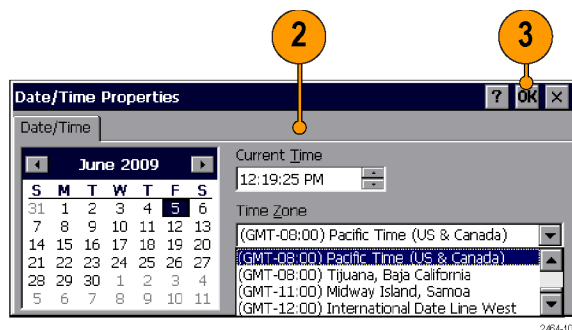 2 3
Date/Time Properties ? OK ×
Date/Time
June 2009
S M T W T F S
31 1 2 3 4 5 6
7 8 9 10 11 12 13
14 15 16 17 18 19 20
21 22 23 24 25 26 27
28 29 30 1 2 3 4
5 6 7 8 9 10 11
Current Time
12:19:25 PM
Time Zone
(GMT-08:00) Pacific Time (US & Canada)
(GMT-08:00) Pacific Time (US & Canada)
(GMT-08:00) Tijuana, Baja California
(GMT-11:00) Midway Island, Samoa
(GMT-12:00) International Date Line West